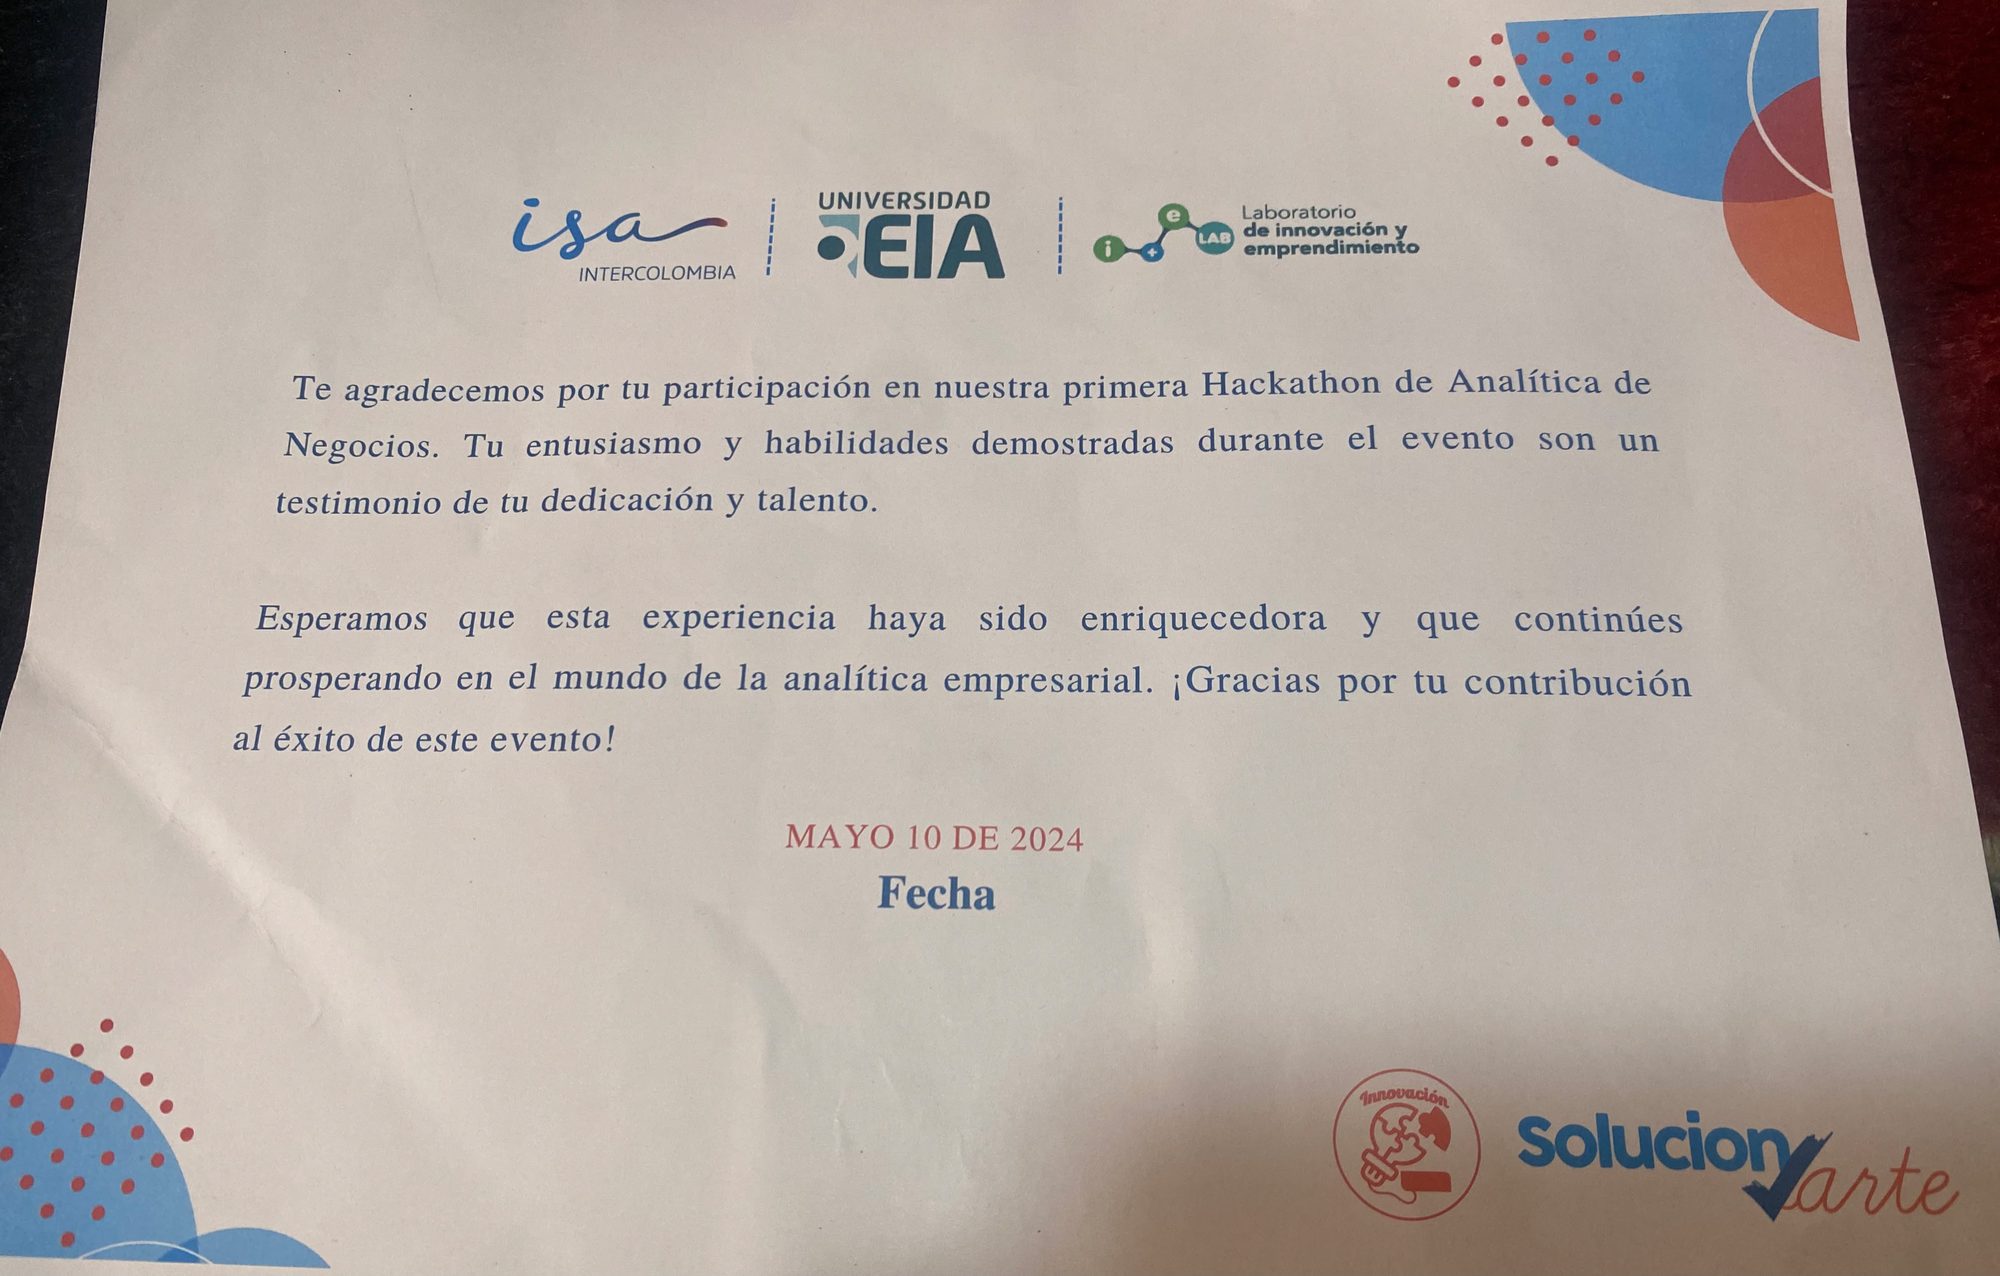 isa
INTERCOLOMBIA
UNIVERSIDAD
EIA
i + e LAB
Laboratorio
de innovación y
emprendimiento
Te agradecemos por tu participación en nuestra primera Hackathon de Analítica de
Negocios. Tu entusiasmo y habilidades demostradas durante el evento son un
testimonio de tu dedicación y talento.
Esperamos que esta experiencia haya sido enriquecedora y que continúes
prosperando en el mundo de la analítica empresarial. ¡Gracias por tu contribución
al éxito de este evento!
MAYO 10 DE 2024
Fecha
Innovación
Solucionarte